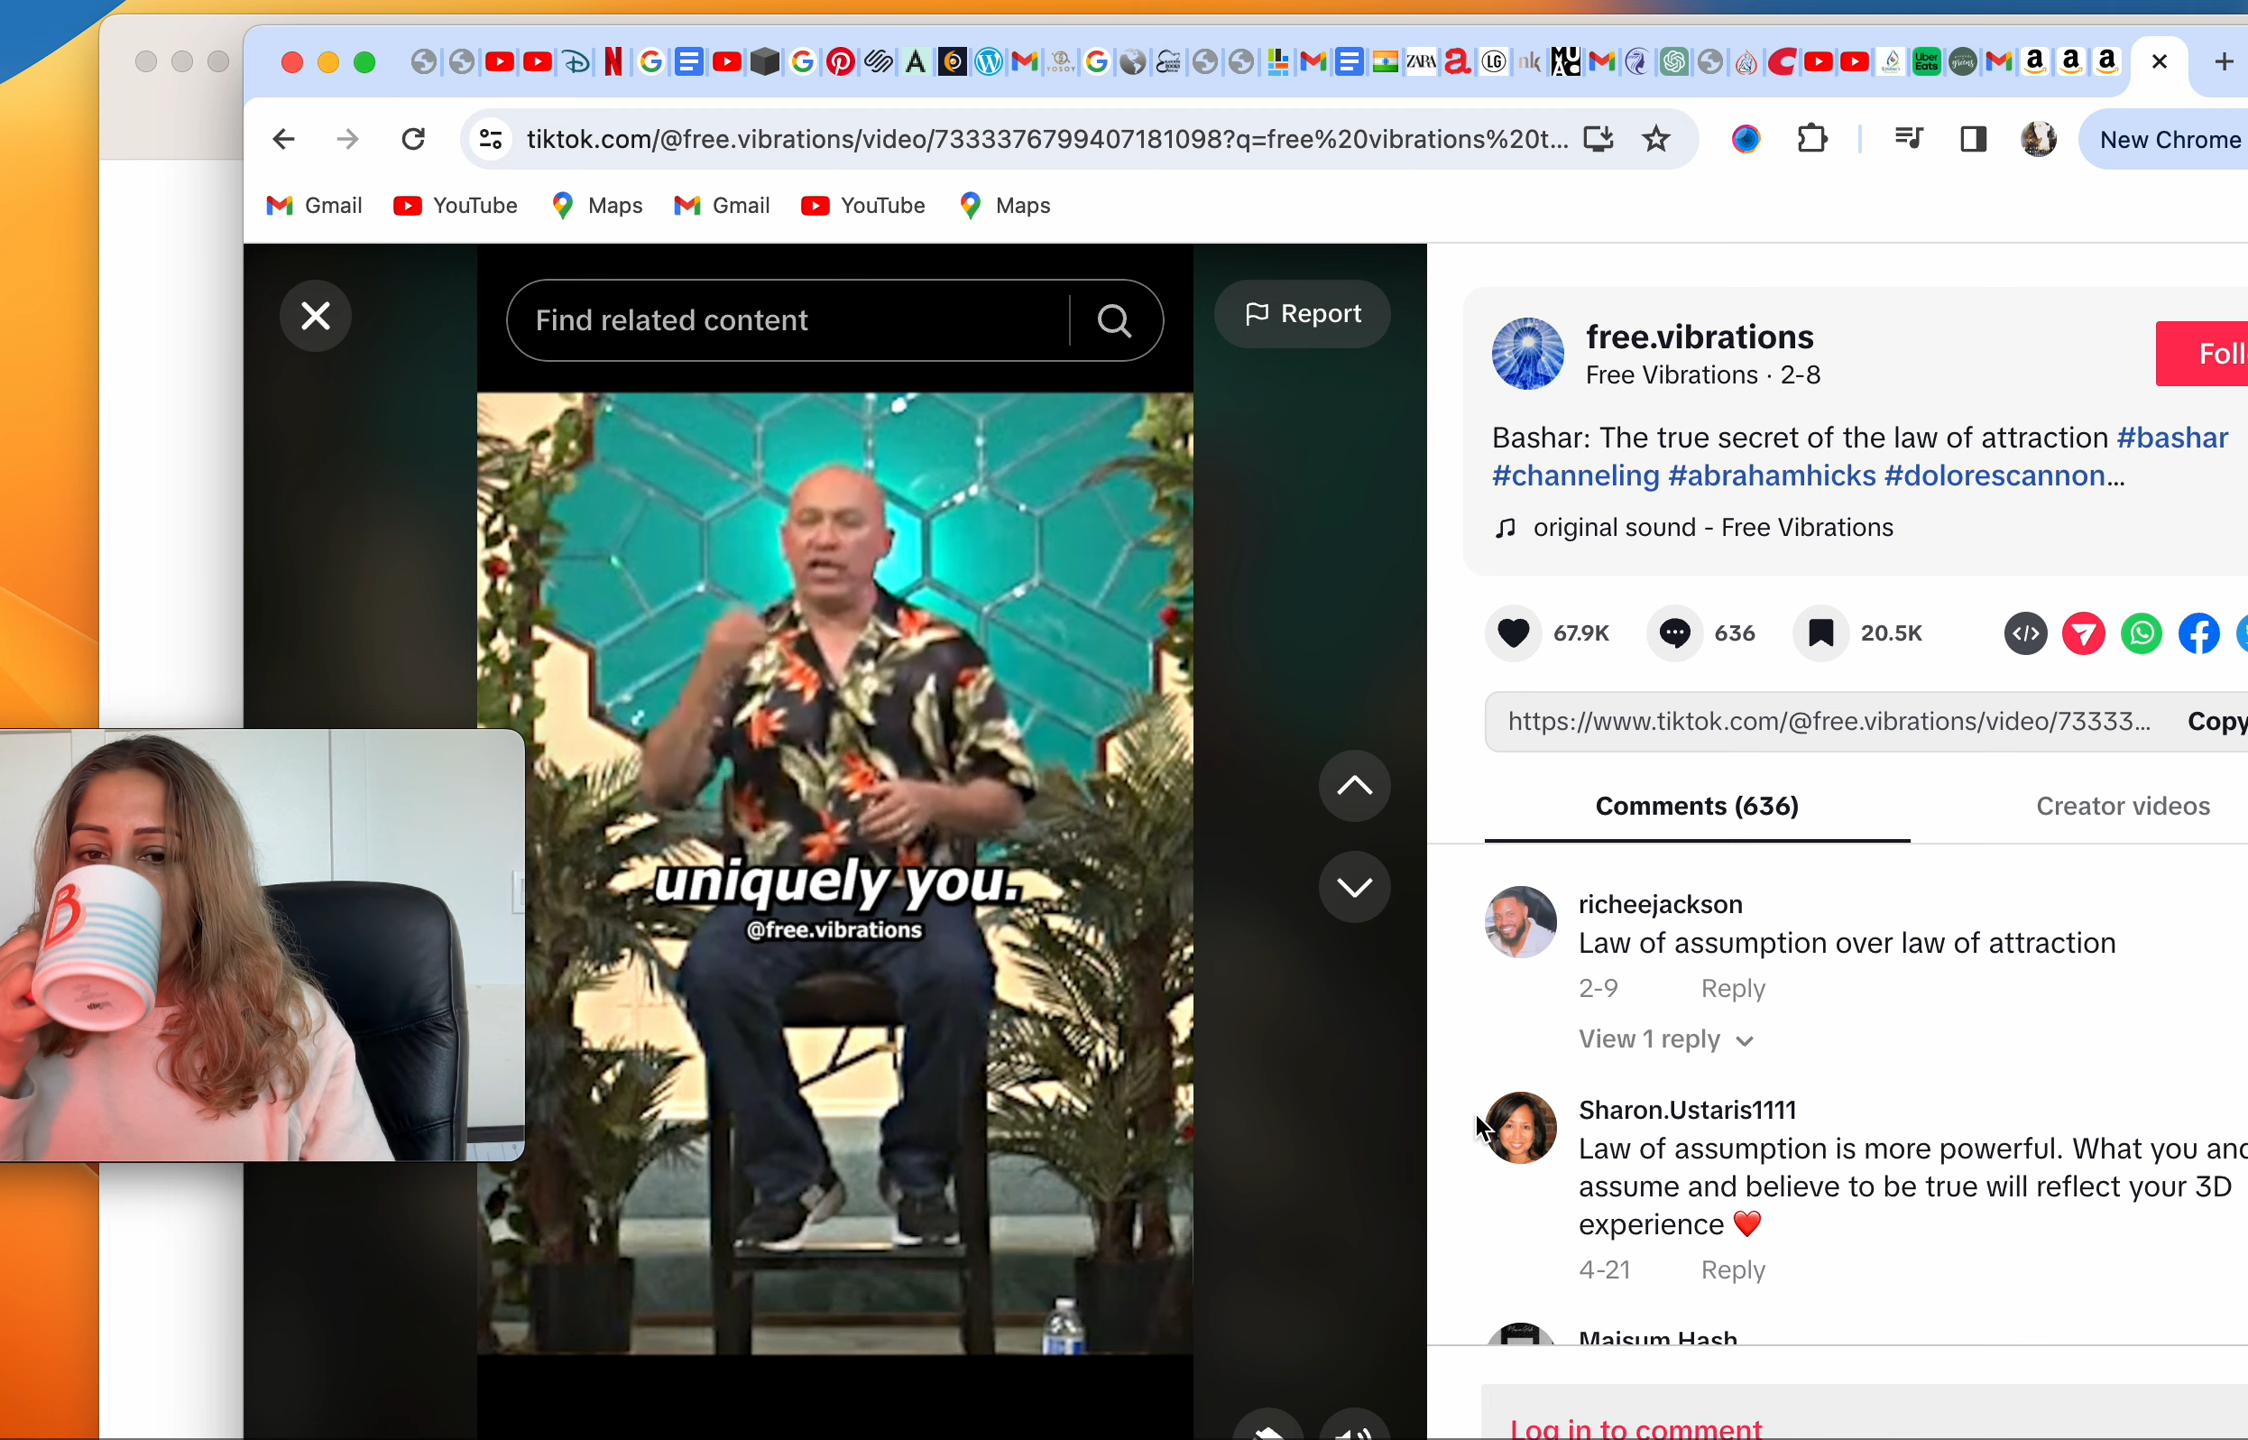 tiktok.com/@free.vibrations/video/7333376799407181098?q=free%20vibrations%20t...
New Chrome
Gmail
YouTube
Maps
Gmail
YouTube
Maps
Find related content
Report
uniquely you.
@free.vibrations
B
free.vibrations
Free Vibrations · 2-8
Foll
Bashar: The true secret of the law of attraction #bashar
#channeling #abrahamhicks #dolorescannon...
original sound - Free Vibrations
67.9K
636
20.5K
https://www.tiktok.com/@free.vibrations/video/73333...
Copy
Comments (636)
Creator videos
richeejackson
Law of assumption over law of attraction
2-9
Reply
View 1 reply
Sharon.Ustaris1111
Law of assumption is more powerful. What you and
assume and believe to be true will reflect your 3D
experience ❤️
4-21
Reply
Maisum Hash
Log in to comment